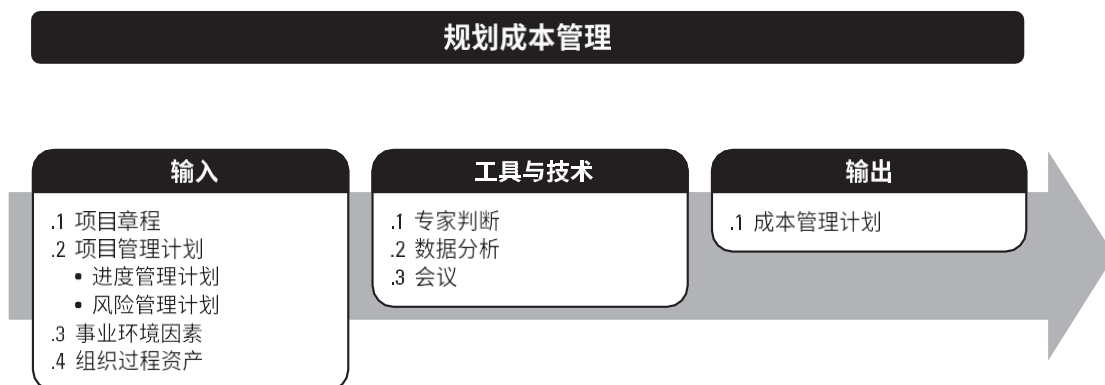 规划成本管理
输入
.1 项目章程
.2 项目管理计划
• 进度管理计划
• 风险管理计划
.3 事业环境因素
.4 组织过程资产
工具与技术
.1 专家判断
.2 数据分析
.3 会议
输出
.1 成本管理计划